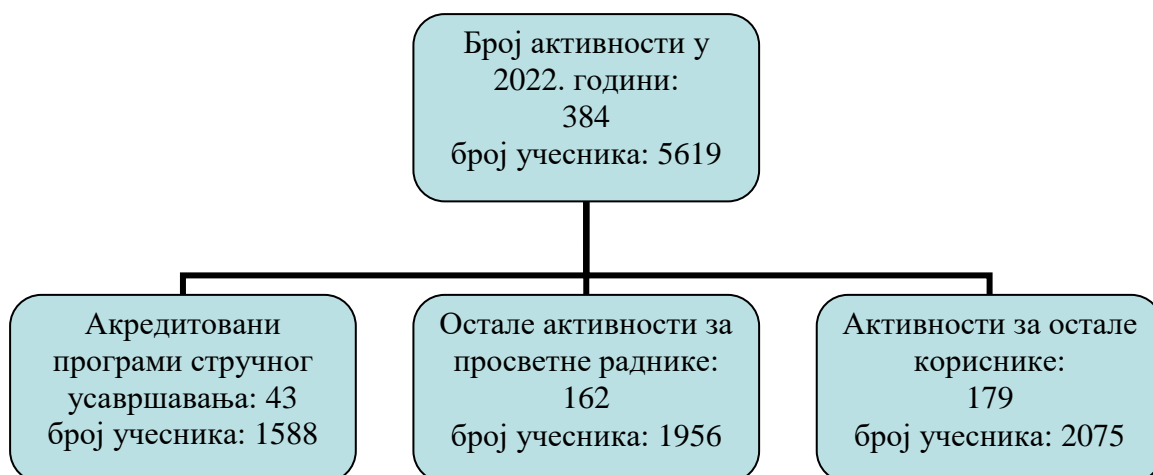 Број активности у
2022. години:
384
број учесника: 5619
Акредитовани
програми стручног
усавршавања: 43
број учесника: 1588
Остале активности за
просветне раднике:
162
број учесника: 1956
Активности за остале
кориснике:
179
број учесника: 2075